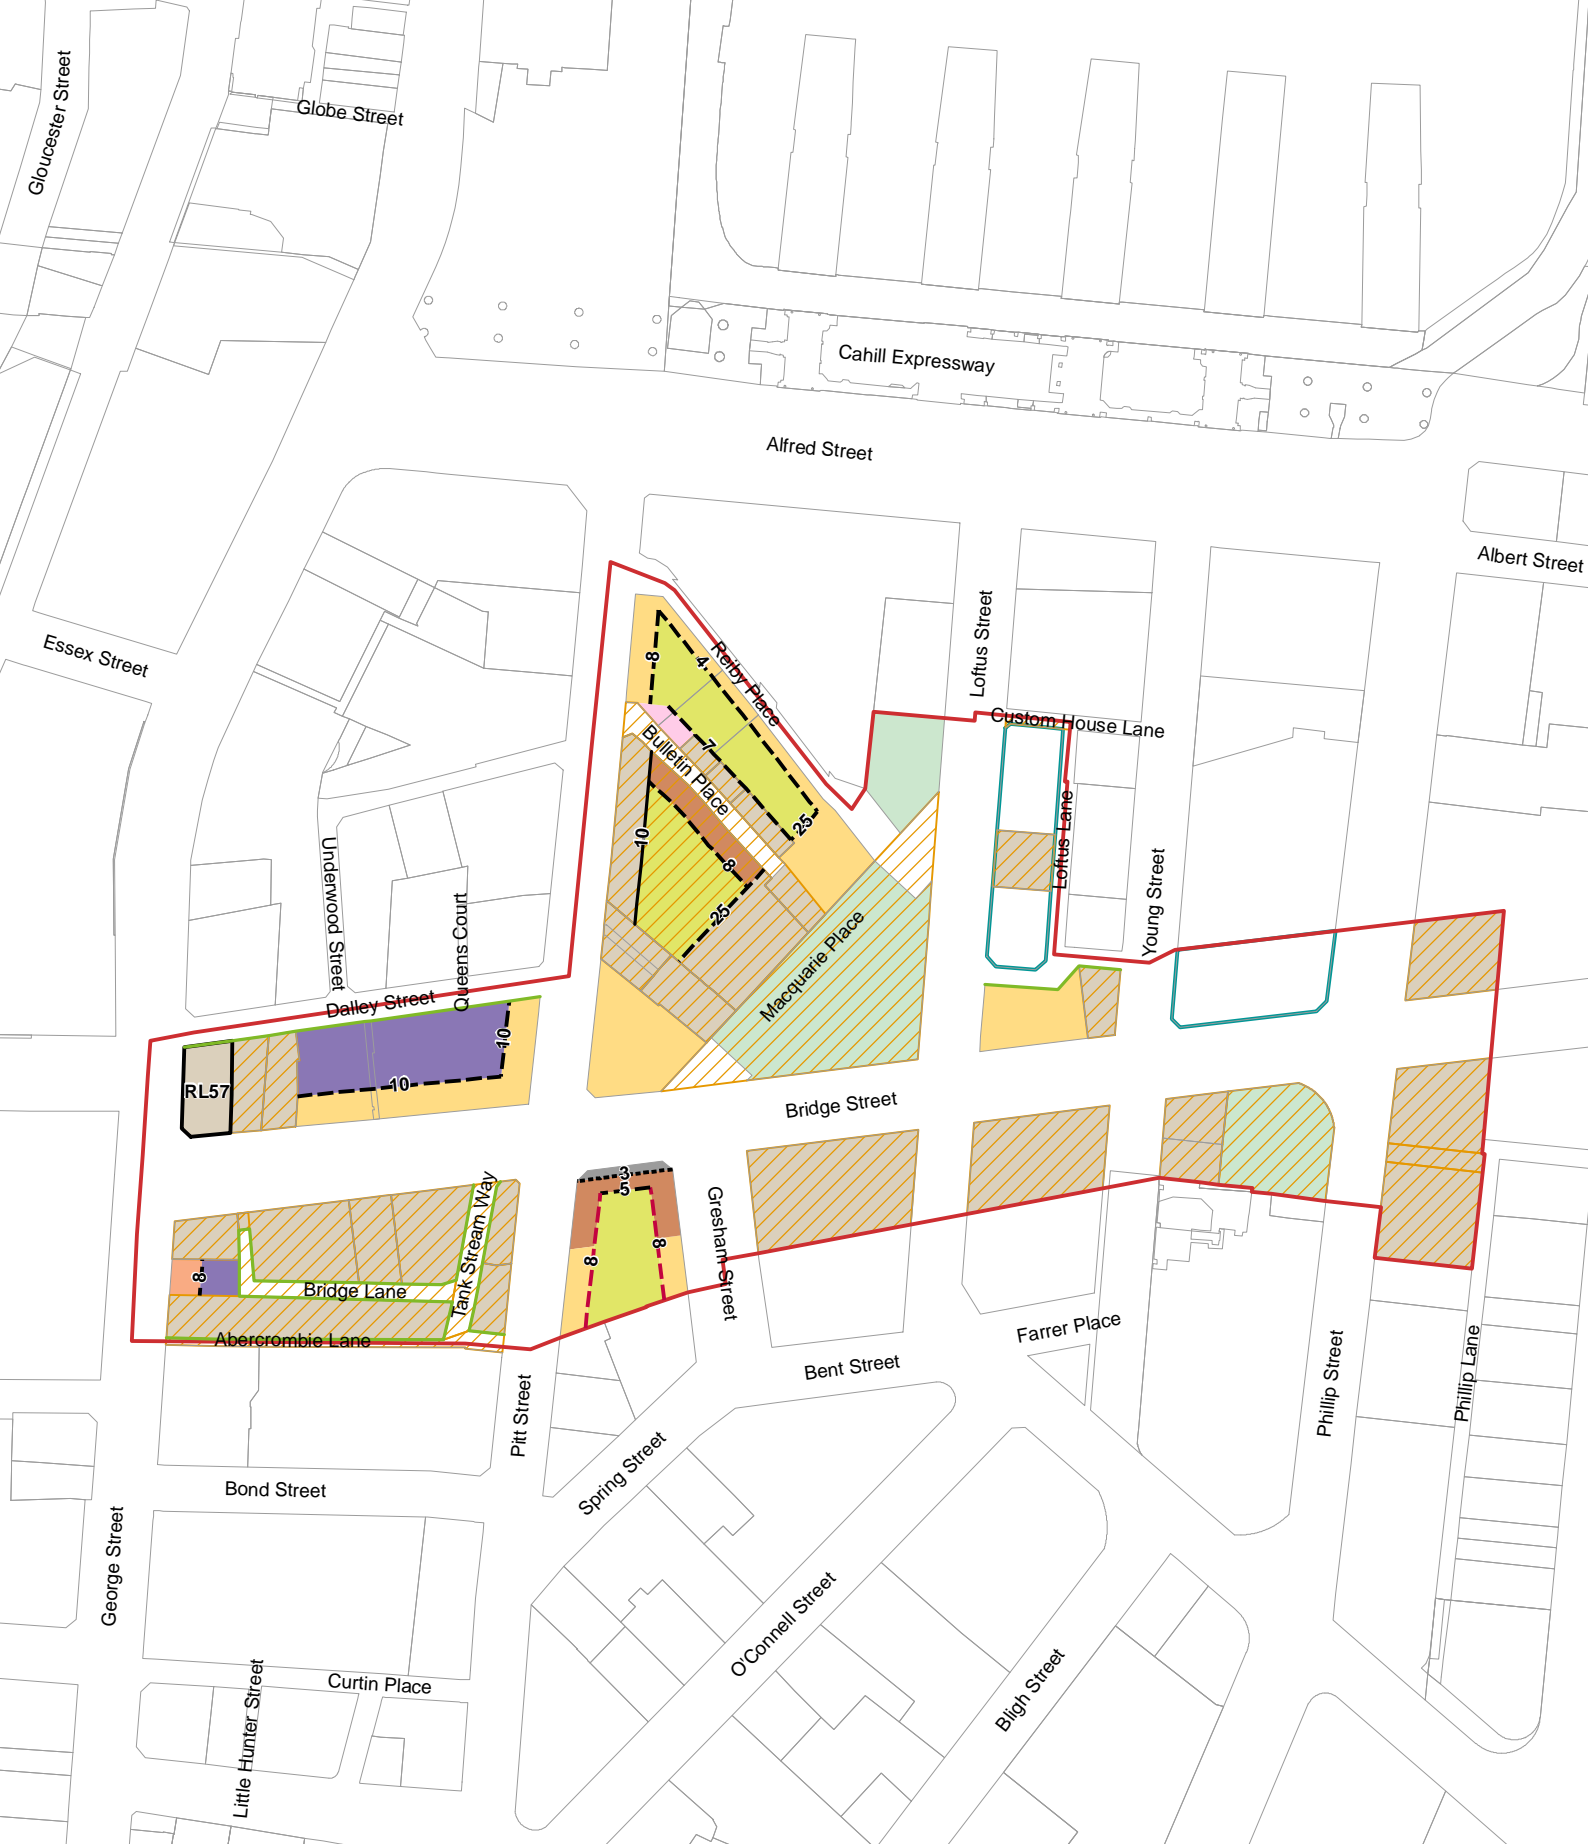 Gloucester Street
Globe Street
Cahill Expressway
Alfred Street
Albert Street
Essex Street
Loftus Street
Reiby Place
8
4
Custom House Lane
7
Bulletin Place
25
10
8
25
Loftus Lane
Young Street
Underwood Street
Queens Court
Macquarie Place
Dalley Street
10
10
RL57
Bridge Street
3
5
8
8
Gresham Street
Tank Stream Way
8
Bridge Lane
Abercrombie Lane
Farrer Place
Bent Street
Phillip Street
Phillip Lane
Pitt Street
Spring Street
Bond Street
George Street
O'Connell Street
Bligh Street
Curtin Place
Little Hunter Street